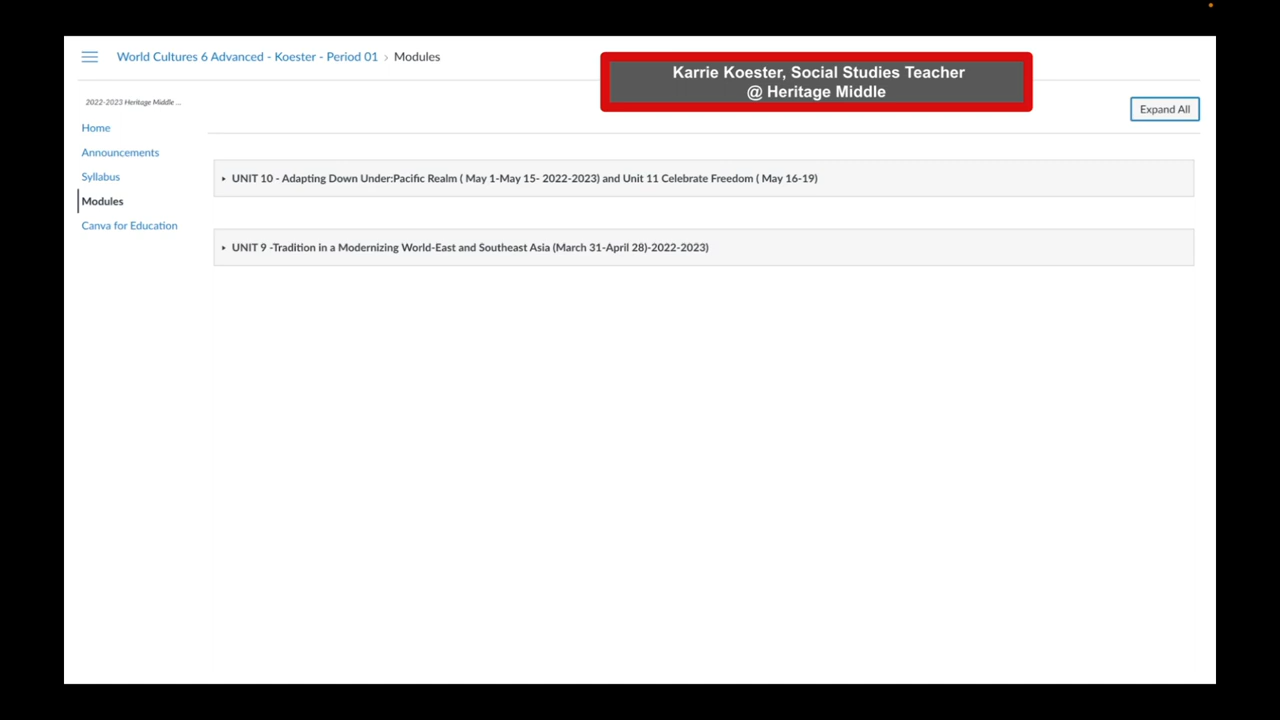 World Cultures 6 Advanced - Koester - Period 01 › Modules
Karrie Koester, Social Studies Teacher
@ Heritage Middle
2022-2023 Heritage Middle ...
Expand All
Home
Announcements
Syllabus
Modules
Canva for Education
UNIT 10 - Adapting Down Under:Pacific Realm ( May 1-May 15- 2022-2023) and Unit 11 Celebrate Freedom ( May 16-19)
UNIT 9 -Tradition in a Modernizing World-East and Southeast Asia (March 31-April 28)-2022-2023)